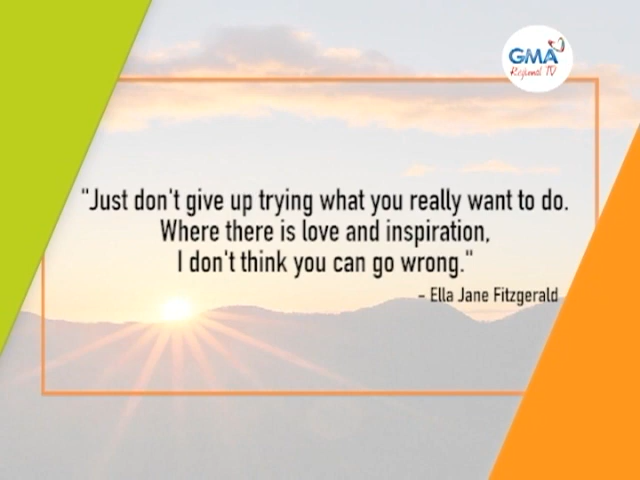 GMA
Regional TV
"Just don't give up trying what you really want to do.
Where there is love and inspiration,
I don't think you can go wrong."
- Ella Jane Fitzgerald